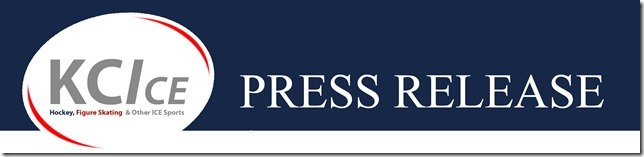 KCICE
Hockey, Figure Skating & Other ICE Sports
PRESS RELEASE